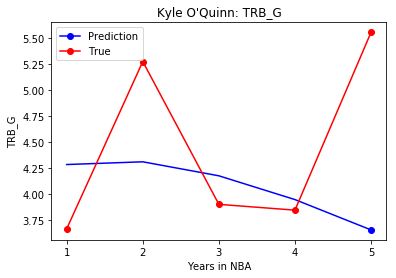 Kyle O'Quinn: TRB_G
Prediction
True
5.50
5.25
5.00
4.75
4.50
4.25
4.00
3.75
TRB_G
1 2 3 4 5
Years in NBA